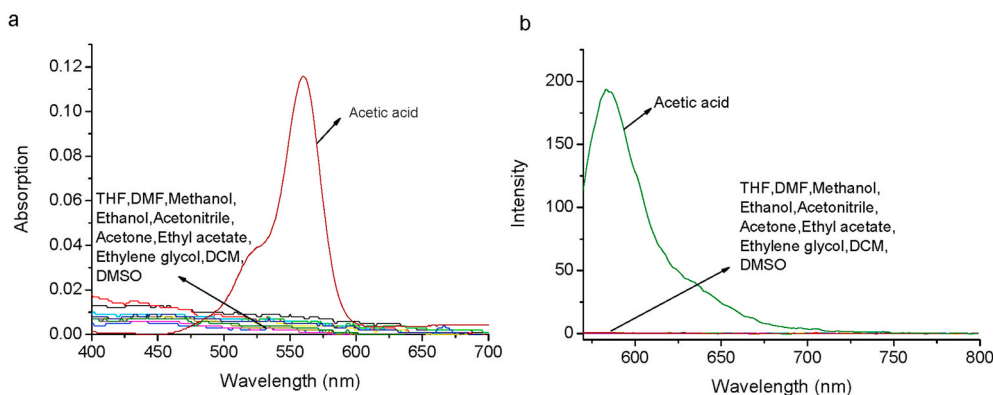 a
Absorption
0.12
0.10
0.08
0.06
0.04
0.02
0.00
Acetic acid
THF,DMF,Methanol,
Ethanol,Acetonitrile,
Acetone,Ethyl acetate,
Ethylene glycol,DCM,
DMSO
400 450 500 550 600 650 700
Wavelength (nm)
b
Intensity
200
150
100
50
0
Acetic acid
THF,DMF,Methanol,
Ethanol,Acetonitrile,
Acetone,Ethyl acetate,
Ethylene glycol,DCM,
DMSO
600 650 700 750 800
Wavelength (nm)